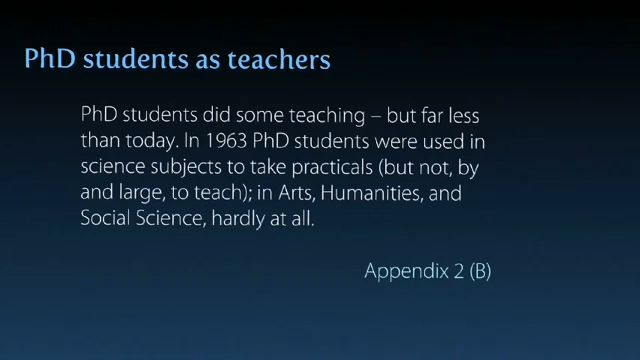 PhD students as teachers
PhD students did some teaching – but far less
than today. In 1963 PhD students were used in
science subjects to take practicals (but not, by
and large, to teach); in Arts, Humanities, and
Social Science, hardly at all.
Appendix 2 (B)